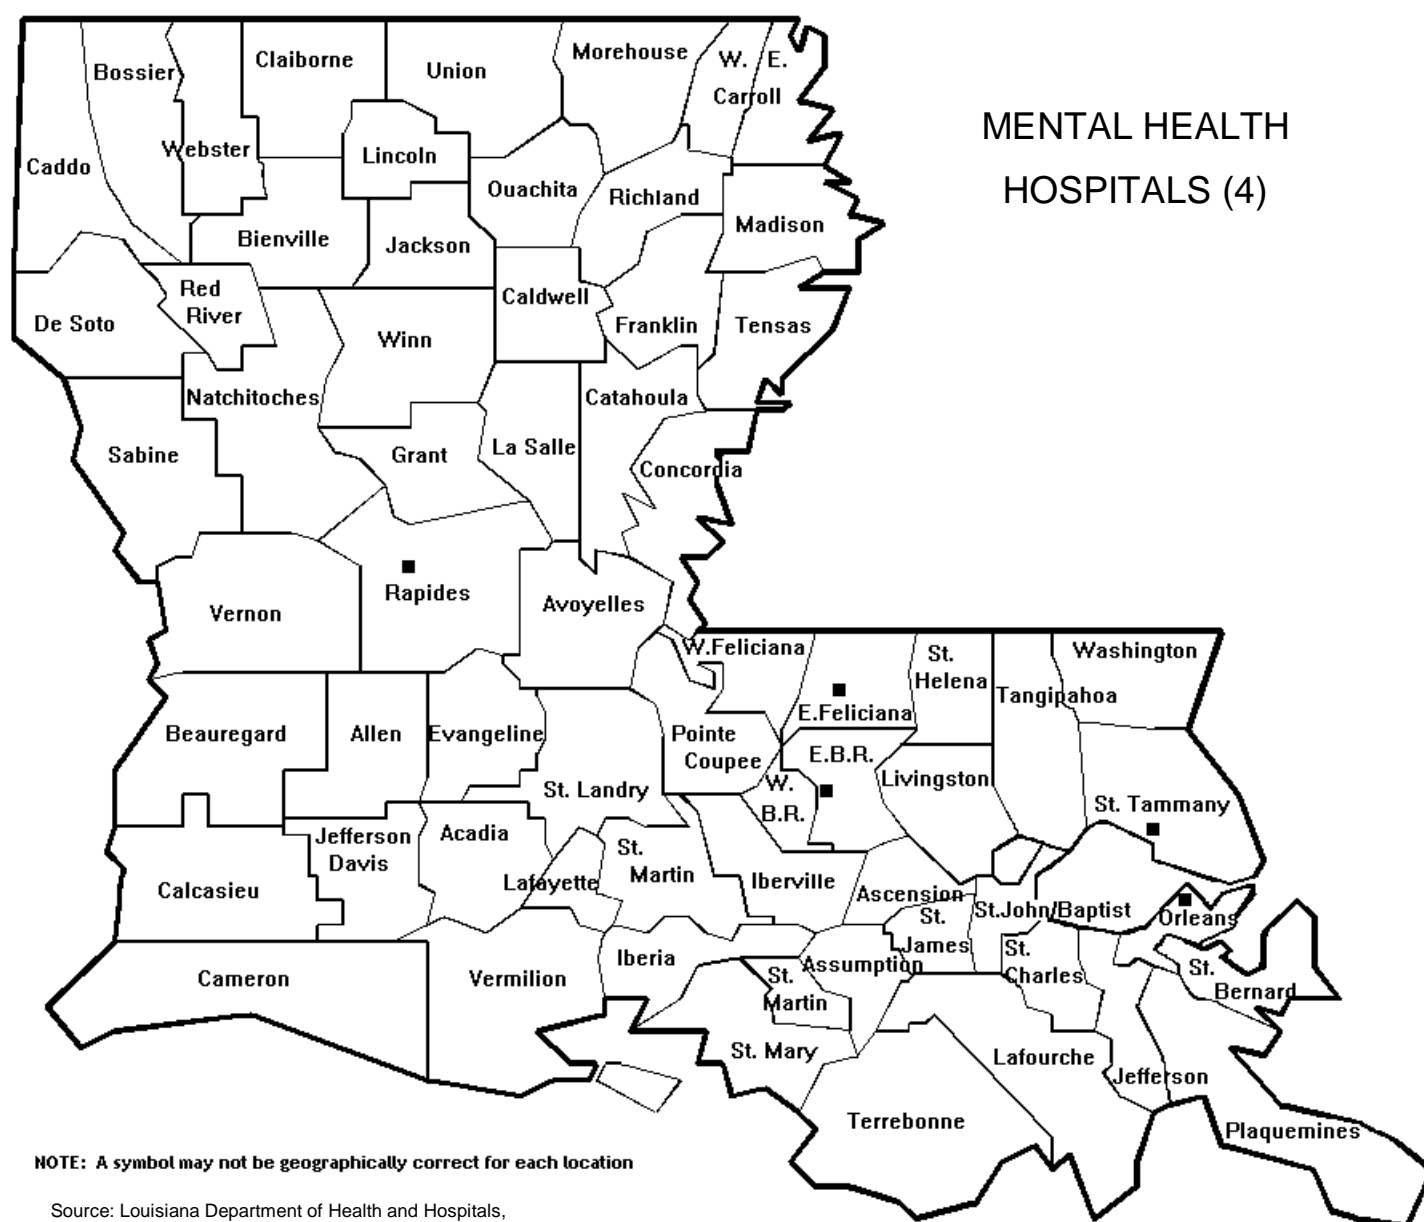 MENTAL HEALTH
HOSPITALS (4)
Bossier
Claiborne
Union
Morehouse
W. E.
Carroll
Caddo
Webster
Lincoln
Ouachita
Richland
Madison
Bienville
Jackson
Red
River
Caldwell
De Soto
Winn
Franklin
Tensas
Natchitoches
Catahoula
Sabine
Grant
La Salle
Concordia
Vernon
Rapides
Avoyelles
W.Feliciana
St.
Helena
Washington
Tangipahoa
E.Feliciana
Beauregard
Allen
Evangeline
Pointe
Coupee
E.B.R.
W.
B.R.
Livingston
St. Landry
St. Tammany
Jefferson
Davis
Acadia
St.
Martin
Calcasieu
Lafayette
Iberville
Ascension
St.
James
St.John/Baptist
Orleans
Cameron
Vermilion
Iberia
St.
Martin
Assumption
St.
Charles
St.
Bernard
St. Mary
Lafourche
Jefferson
Terrebonne
Plaquemines
NOTE: A symbol may not be geographically correct for each location
Source: Louisiana Department of Health and Hospitals,